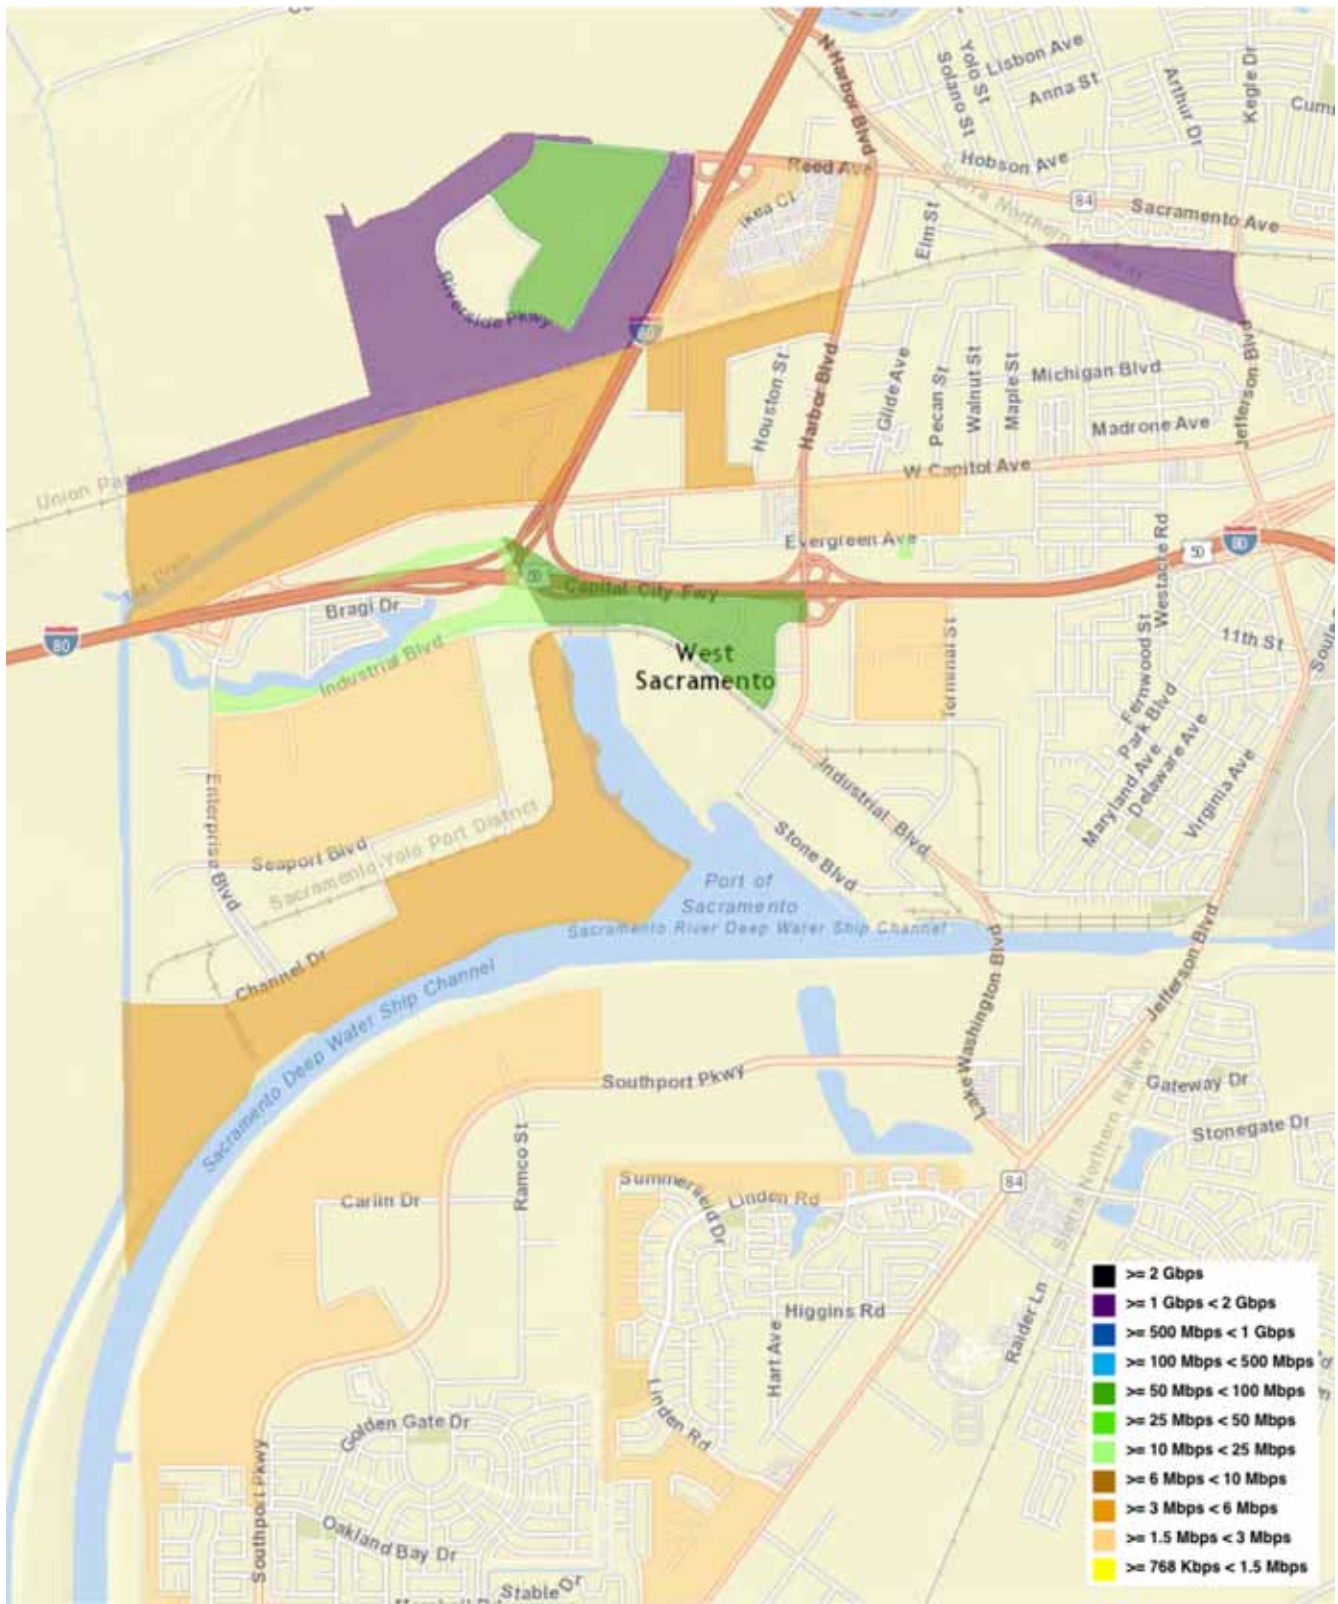 N Harbor Blvd
Yolo St
Solano St
Lisbon Ave
Anna St
Arthur Dr
Kegle Dr
Hobson Ave
Reed Ave
Ikea Ct
Sierra Northern
84
Sacramento Ave
Elm St
Riverside Pkwy
80
Houston St
Harbor Blvd
Glide Ave
Pecan St
Walnut St
Maple St
Michigan Blvd
Madrone Ave
Jefferson Blvd
Union Pacific
W Capitol Ave
Evergreen Ave
Westacre Rd
50
80
50
Capital City Fwy
Bragi Dr
80
Industrial Blvd
West
Sacramento
Terminal St
11th St
Fernwood St
Park Blvd
Maryland Ave
Delaware Ave
Virginia Ave
Enterprise Blvd
Seaport Blvd
Sacramento-Yolo Port District
Industrial Blvd
Stone Blvd
Port of
Sacramento
Sacramento River Deep Water Ship Channel
Channel Dr
Sacramento Deep Water Ship Channel
Lake Washington Blvd
Jefferson Blvd
Southport Pkwy
Gateway Dr
Stonegate Dr
Sierra Northern Railway
Ramco St
Carlin Dr
Summerfield Dr
Linden Rd
84
Higgins Rd
Hart Ave
Raider Ln
Linden Rd
Golden Gate Dr
Southport Pkwy
Oakland Bay Dr
Stable Dr
>= 2 Gbps
>= 1 Gbps < 2 Gbps
>= 500 Mbps < 1 Gbps
>= 100 Mbps < 500 Mbps
>= 50 Mbps < 100 Mbps
>= 25 Mbps < 50 Mbps
>= 10 Mbps < 25 Mbps
>= 6 Mbps < 10 Mbps
>= 3 Mbps < 6 Mbps
>= 1.5 Mbps < 3 Mbps
>= 768 Kbps < 1.5 Mbps